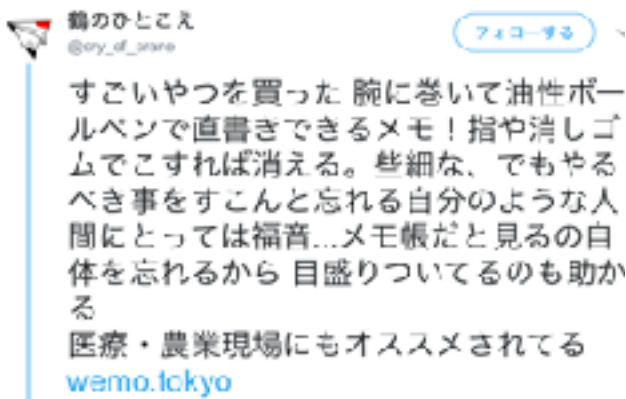 鶴のひとこえ
@cry_of_crane
フォローする
すごいやつを買った 腕に巻いて油性ボー
ルペンで直書きできるメモ！指や消しゴ
ムでこすれば消える。些細な、でもやる
べき事をすこんと忘れる自分のような人
間にとっては福音...メモ帳だと見るの自
体を忘れるから 目盛りついてるのも助か
る
医療・農業現場にもオススメされてる
wemo.tokyo